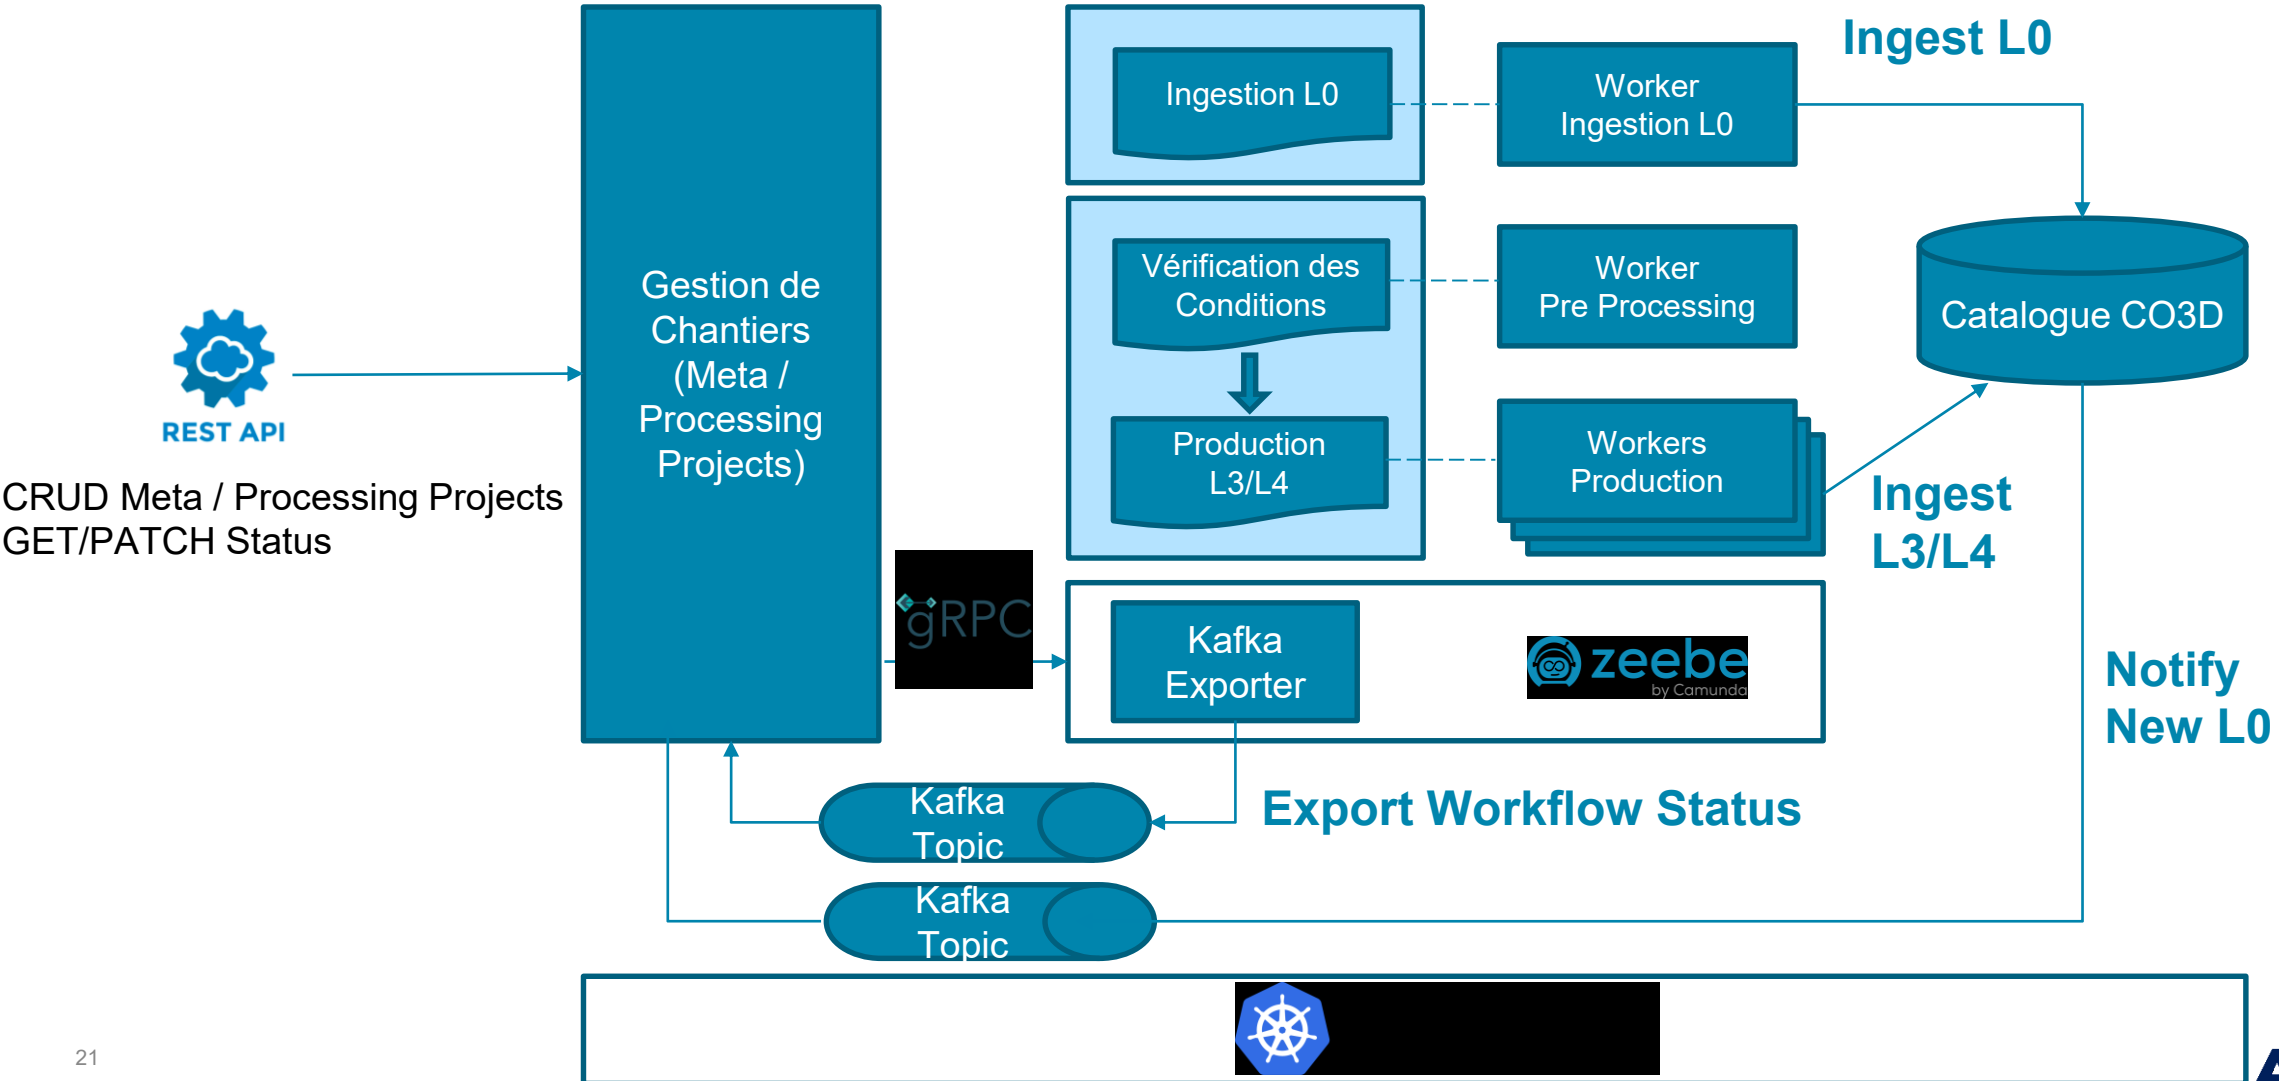 Ingest L0
Ingestion L0
Worker
Ingestion L0
Gestion de
Chantiers
(Meta /
Processing
Projects)
Vérification des
Conditions
Worker
Pre Processing
Catalogue CO3D
REST API
CRUD Meta / Processing Projects
GET/PATCH Status
Production
L3/L4
Workers
Production
Ingest
L3/L4
gRPC
Kafka
Exporter
zeebe
by Camunda
Notify
New L0
Kafka
Topic
Export Workflow Status
Kafka
Topic
21